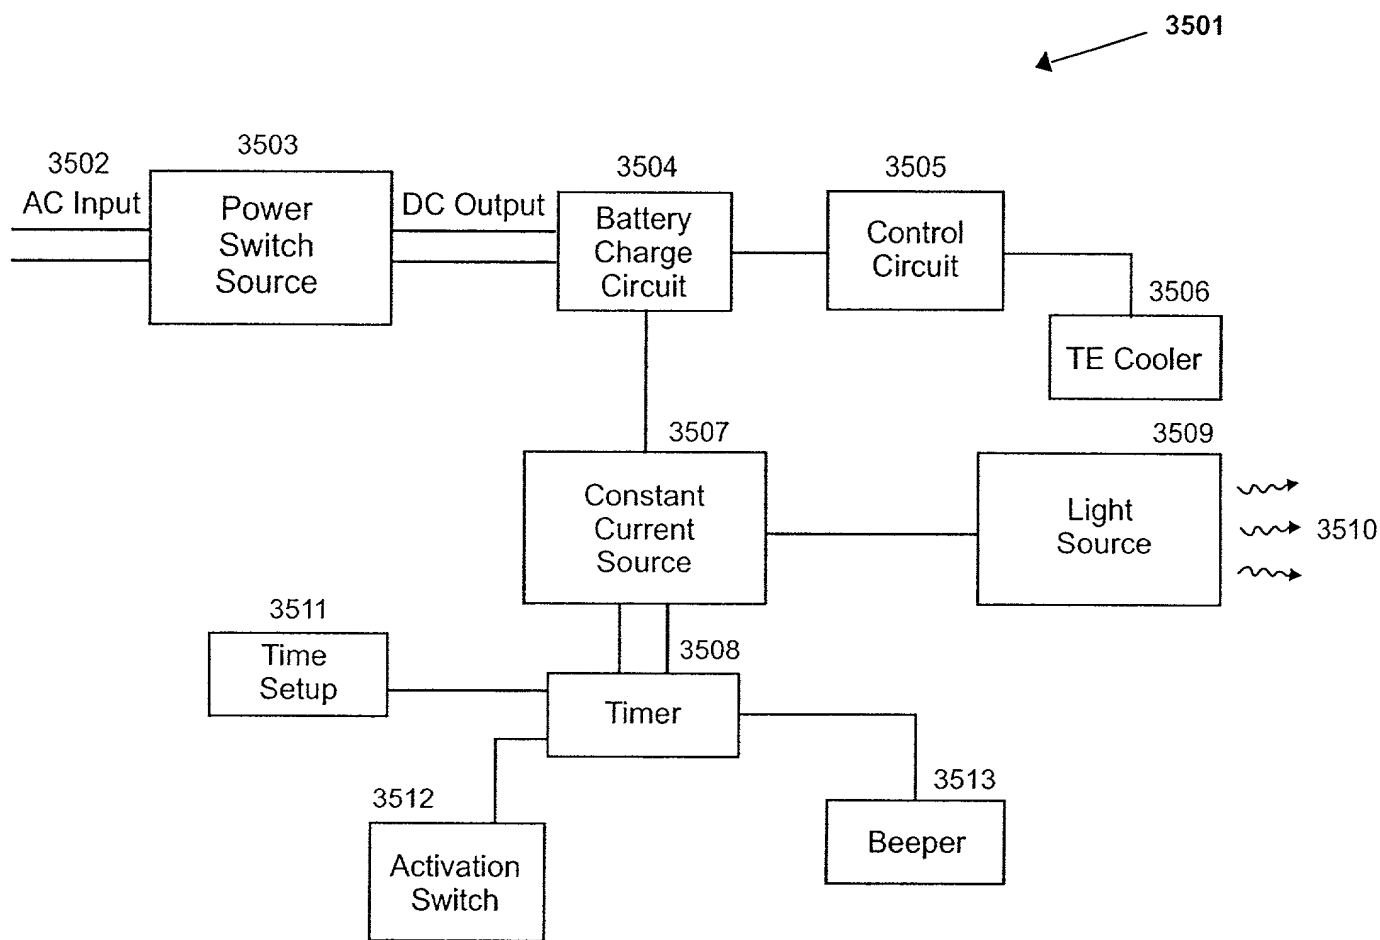 3501
3502
AC Input
3503
Power
Switch
Source
DC Output
3504
Battery
Charge
Circuit
3505
Control
Circuit
3506
TE Cooler
3507
Constant
Current
Source
3509
Light
Source
3510
3511
Time
Setup
3508
Timer
3512
Activation
Switch
3513
Beeper